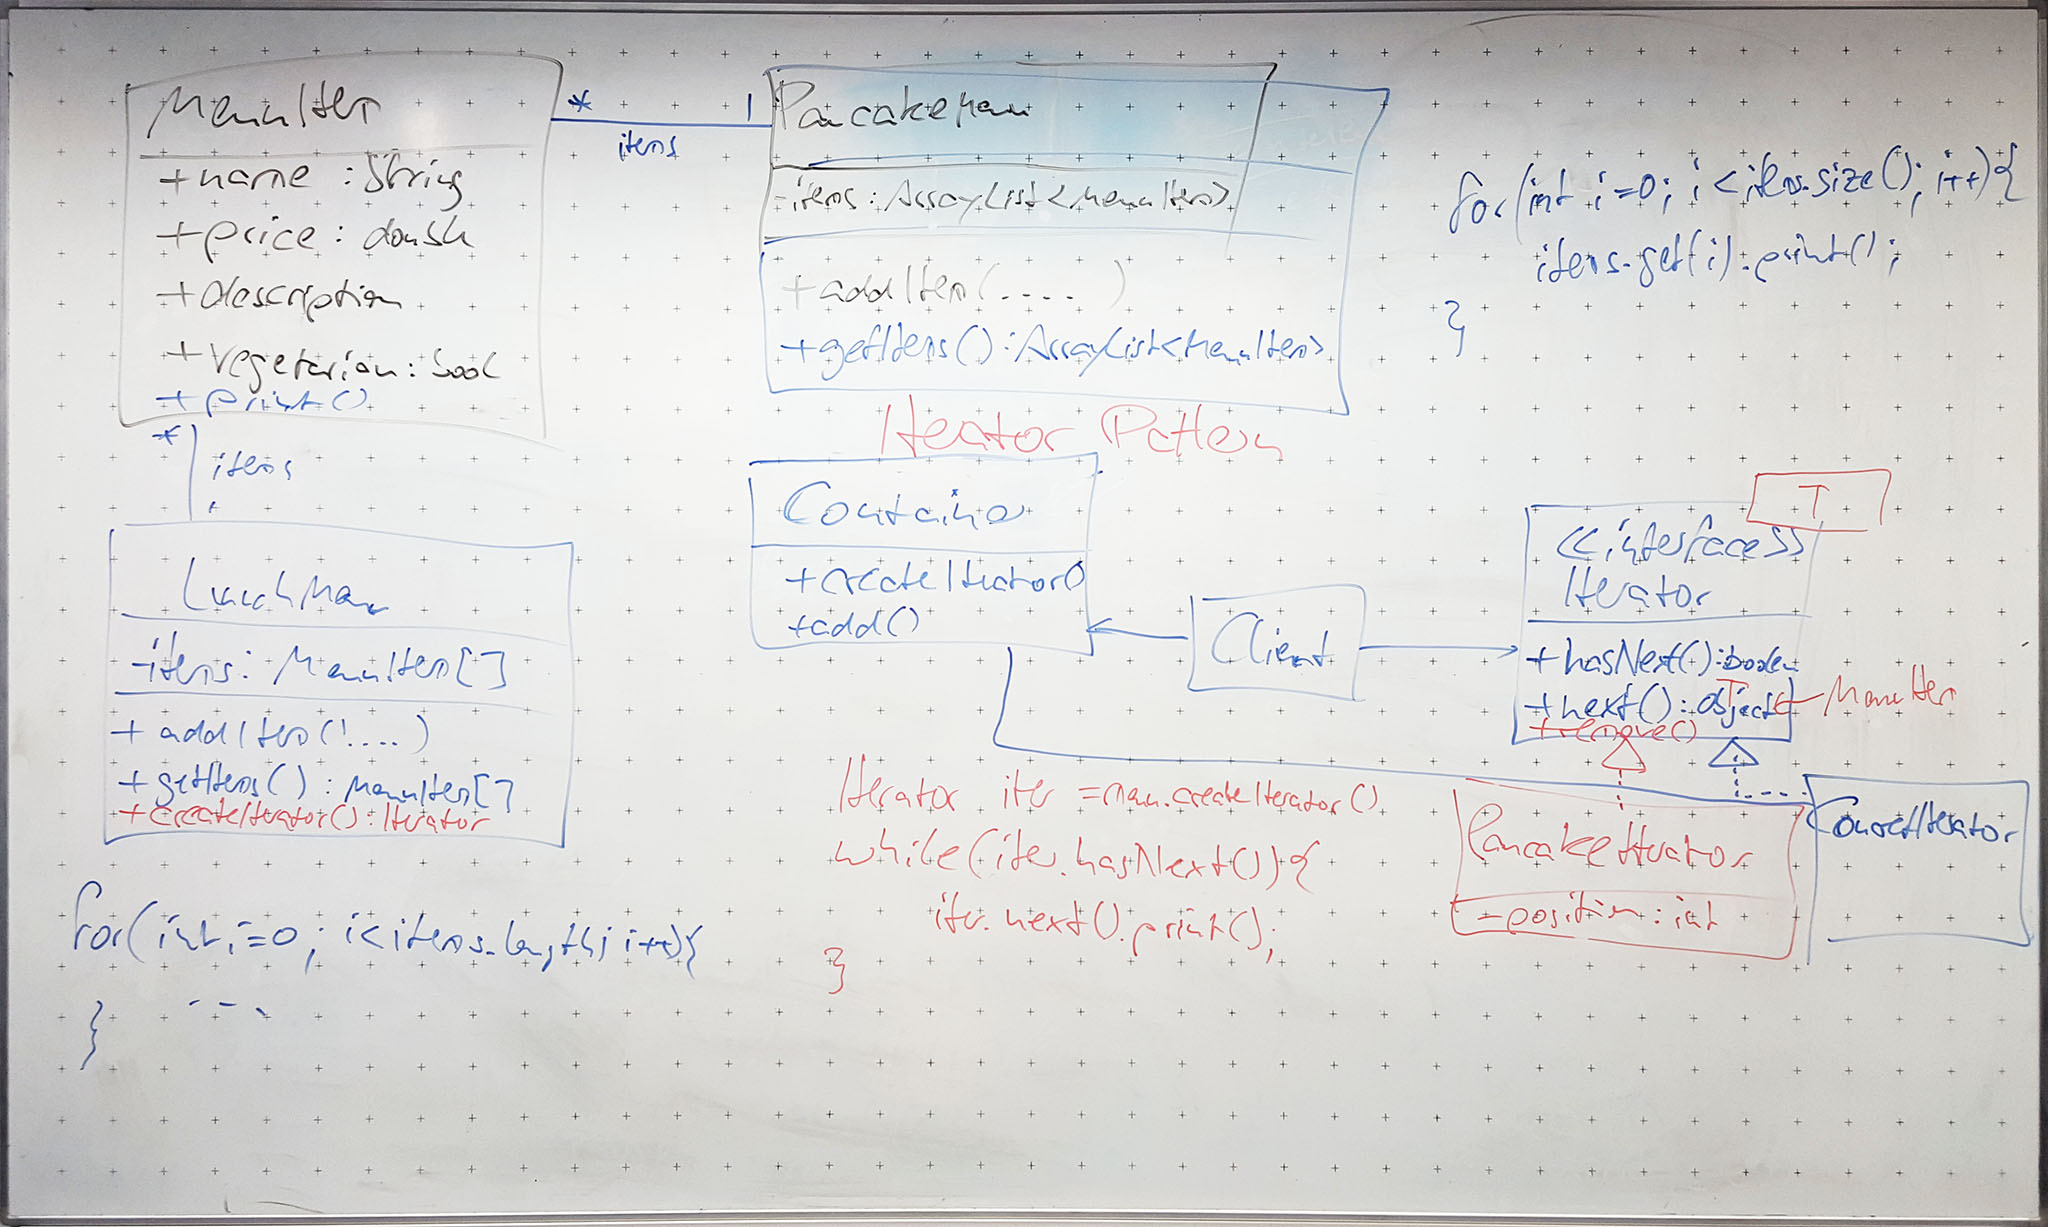 MenuItem
+name : String
+price : double
+description
+vegetarian : bool
+print()
*
items
1
*
items
PancakeMenu
-items : ArrayList<MenuItem>
+addItem(....)
+getItems() : ArrayList<MenuItem>
for(int i=0; i<items.size(); i++){
items.get(i).print();
}
Iterator Pattern
LunchMenu
-items : MenuItem[]
+addItem(....)
+getItems() : MenuItem[]
+createIterator() : Iterator
for(int i=0; i<items.length; i++){
...
}
Container
+createIterator()
+add()
Client
T
<<interface>>
Iterator
+hasNext() : boolean
+next() : Object
T
MenuItem
+remove()
Iterator iter = menu.createIterator()
while(iter.hasNext()){
iter.next().print();
}
PancakeIterator
-position : int
ConcretIterator